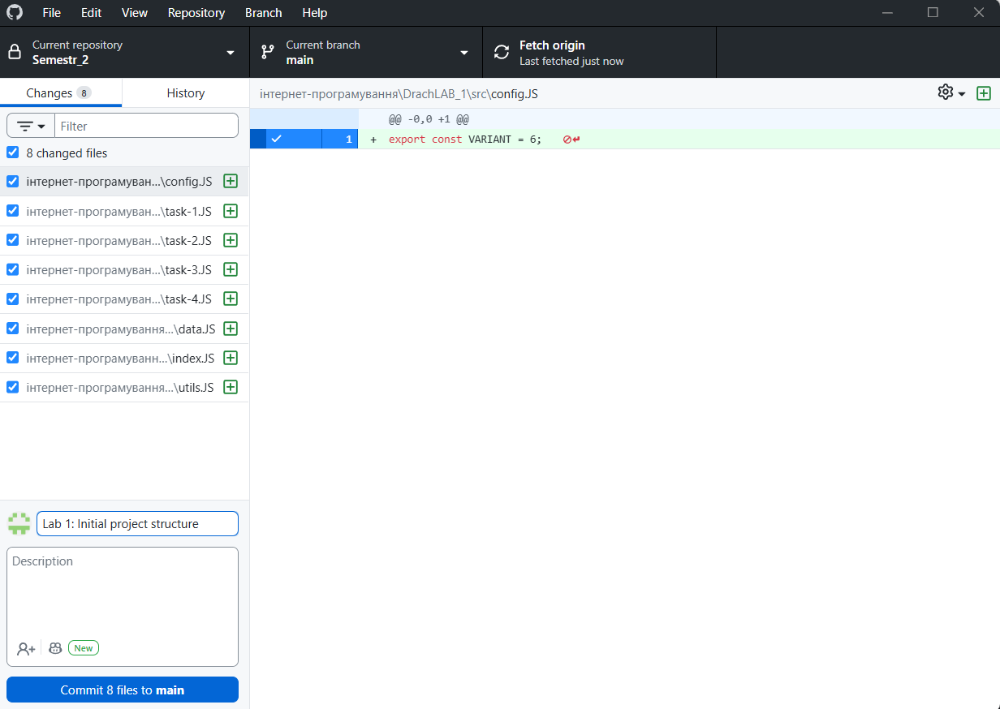 File Edit View Repository Branch Help
Current repository
Semestr_2
Current branch
main
Fetch origin
Last fetched just now
Changes 8
History
Filter
8 changed files
інтернет-програмуван...\config.JS
інтернет-програмуван...\task-1.JS
інтернет-програмуван...\task-2.JS
інтернет-програмуван...\task-3.JS
інтернет-програмуван...\task-4.JS
інтернет-програмування...\data.JS
інтернет-програмуванн...\index.JS
інтернет-програмування...\utils.JS
Lab 1: Initial project structure
Description
New
Commit 8 files to main
інтернет-програмування\DrachLAB_1\src\config.JS
@@ -0,0 +1 @@
1 + export const VARIANT = 6;